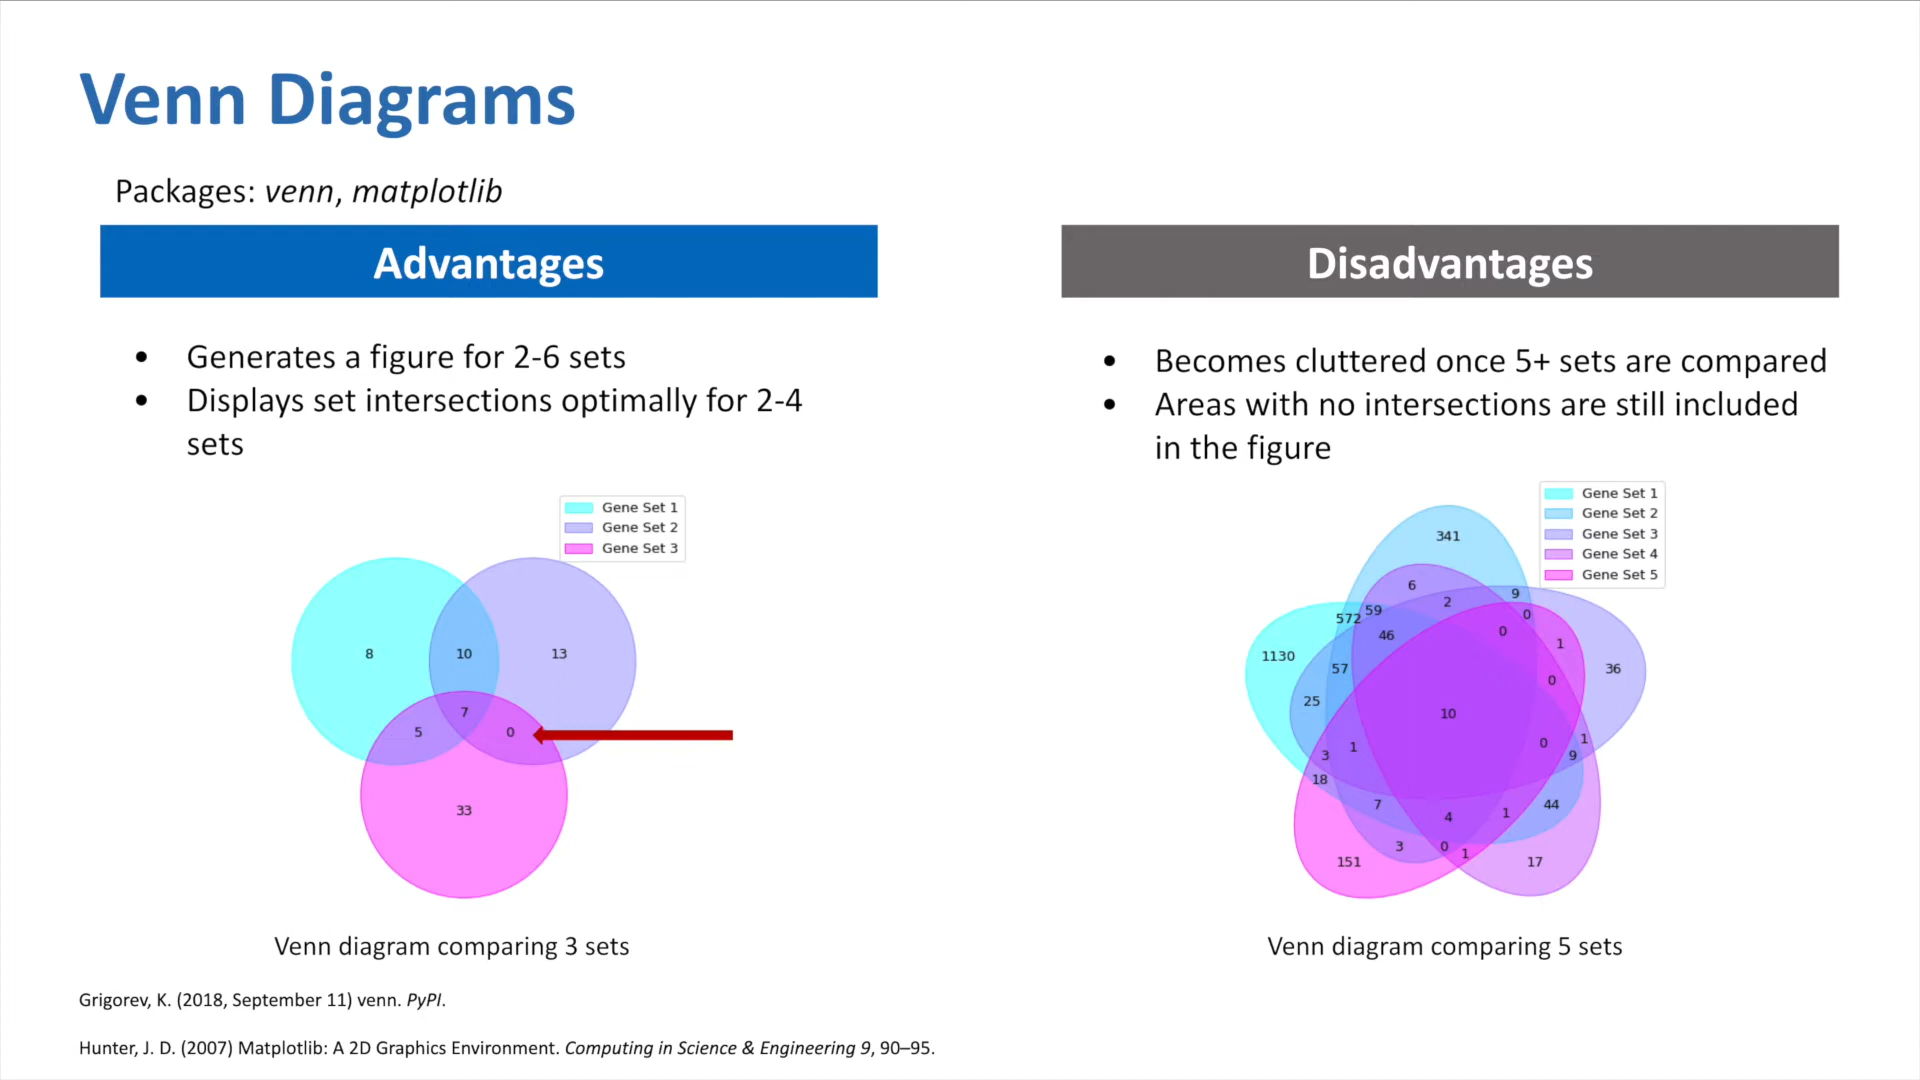 Venn Diagrams
Packages: venn, matplotlib
Advantages
• Generates a figure for 2-6 sets
• Displays set intersections optimally for 2-4
sets
Gene Set 1
Gene Set 2
Gene Set 3
8
10
13
7
5
0
33
Venn diagram comparing 3 sets
Disadvantages
• Becomes cluttered once 5+ sets are compared
• Areas with no intersections are still included
in the figure
Gene Set 1
Gene Set 2
Gene Set 3
Gene Set 4
Gene Set 5
341
6
9
2
59
0
572
0
46
1
1130
57
36
0
25
10
1
0
1
3
9
18
7
44
1
4
3
0
1
151
17
Venn diagram comparing 5 sets
Grigorev, K. (2018, September 11) venn. PyPI.
Hunter, J. D. (2007) Matplotlib: A 2D Graphics Environment. Computing in Science & Engineering 9, 90–95.